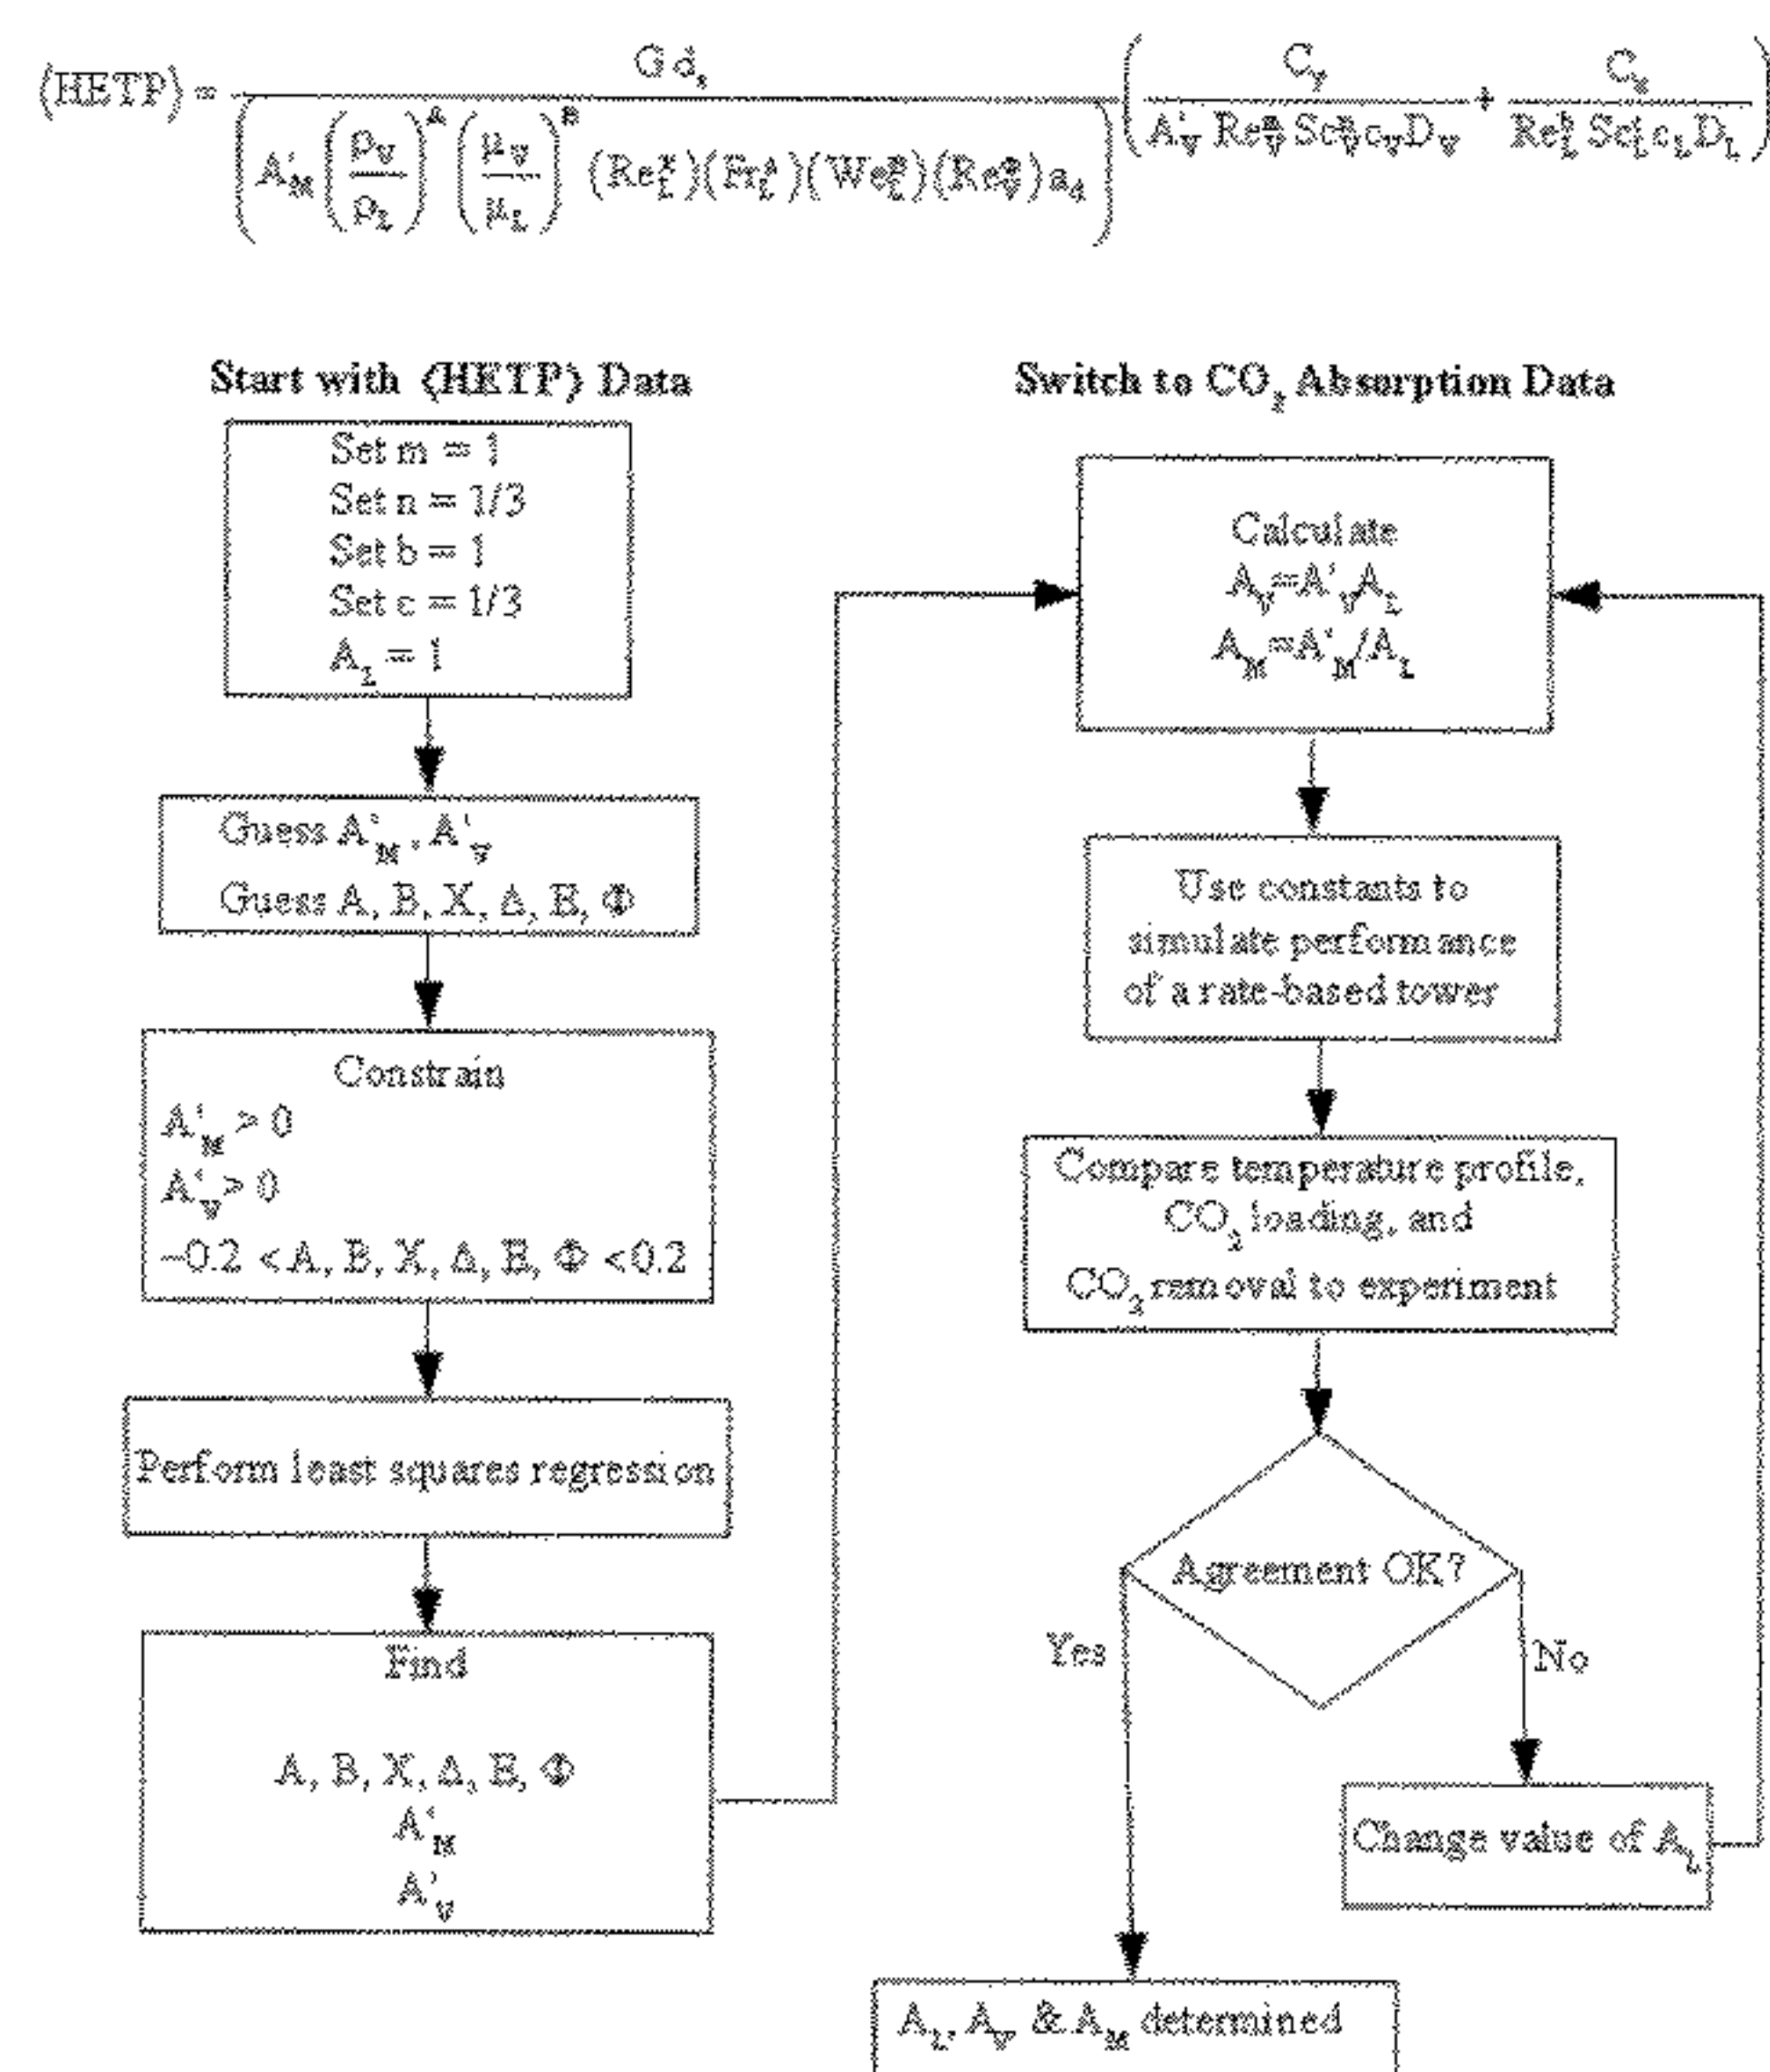 ⟨HETP⟩ = G dₛ / (A'_M (ρ_V/ρ_L)^A (μ_V/μ_L)^B (Re_L^X)(Fr_L^Δ)(We_L^E)(Re_V^Φ) a_d) (C_y / (A'_V Re_V^m Sc_V^n c_V D_V) + C_x / (Re_L^b Sc_L^c c_L D_L))
Start with ⟨HETP⟩ Data
Set m = 1
Set n = 1/3
Set b = 1
Set c = 1/3
A_L = 1
Guess A'_M, A'_V
Guess A, B, X, Δ, E, Φ
Constrain
A'_M > 0
A'_V > 0
–0.2 < A, B, X, Δ, E, Φ < 0.2
Perform least squares regression
Find
A, B, X, Δ, E, Φ
A'_M
A'_V
Switch to CO₂ Absorption Data
Calculate
A_V = A'_V A_L
A_M = A'_M / A_L
Use constants to
simulate performance
of a rate-based tower
Compare temperature profile,
CO₂ loading, and
CO₂ removal to experiment
Agreement OK?
Yes
No
Change value of A_L
A_L, A_V & A_M determined